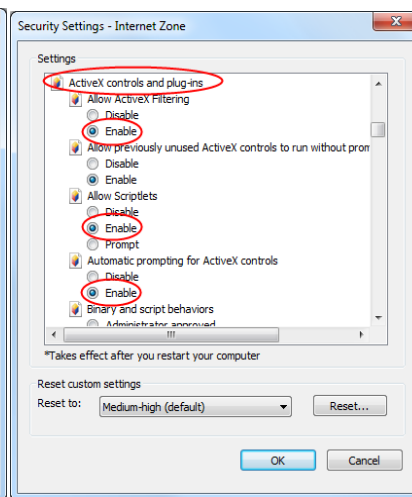 Security Settings - Internet Zone
Settings
ActiveX controls and plug-ins
Allow ActiveX Filtering
Disable
Enable
Allow previously unused ActiveX controls to run without prom
Disable
Enable
Allow Scriptlets
Disable
Enable
Prompt
Automatic prompting for ActiveX controls
Disable
Enable
Binary and script behaviors
Administrator approved
*Takes effect after you restart your computer
Reset custom settings
Reset to: Medium-high (default) Reset...
OK Cancel